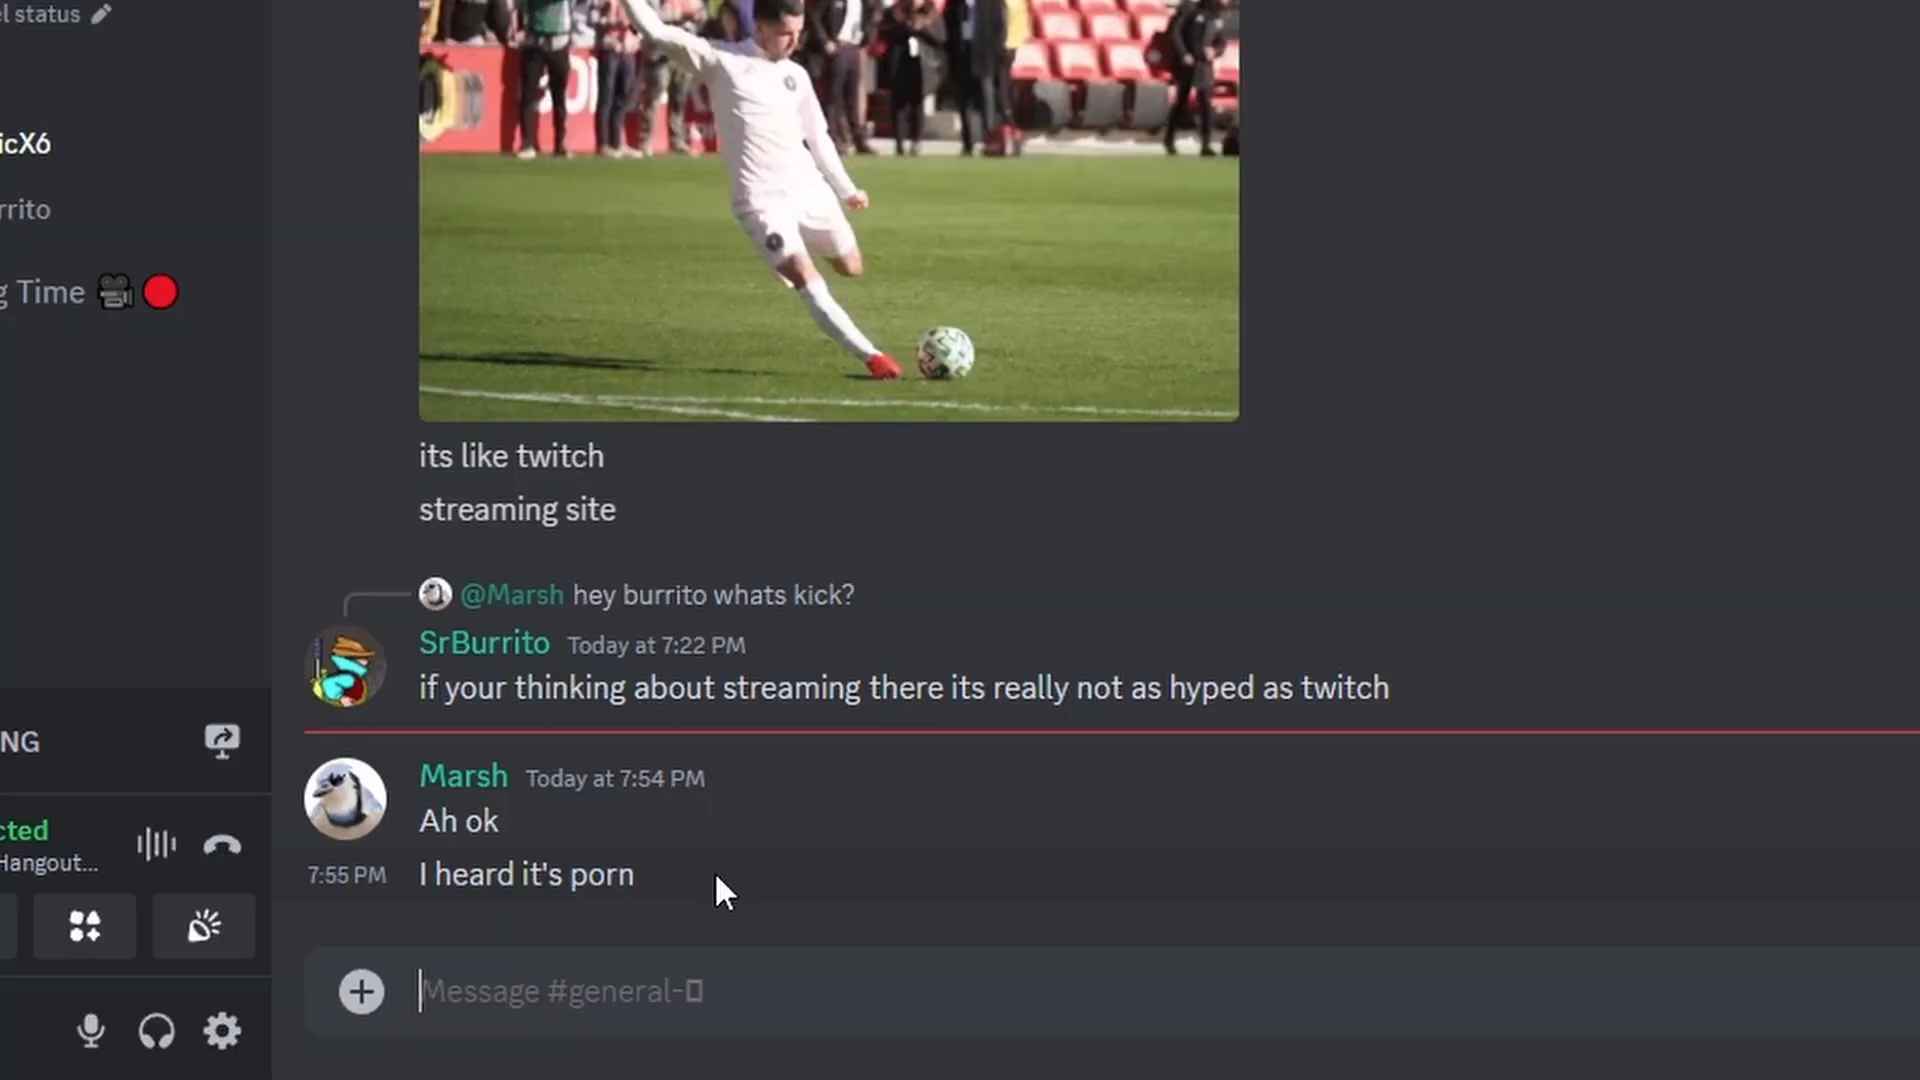 el status
icX6
rrito
g Time
its like twitch
streaming site
@Marsh hey burrito whats kick?
SrBurrito Today at 7:22 PM
if your thinking about streaming there its really not as hyped as twitch
NG
Marsh Today at 7:54 PM
Ah ok
cted
Hangout...
7:55 PM I heard it's porn
Message #general-